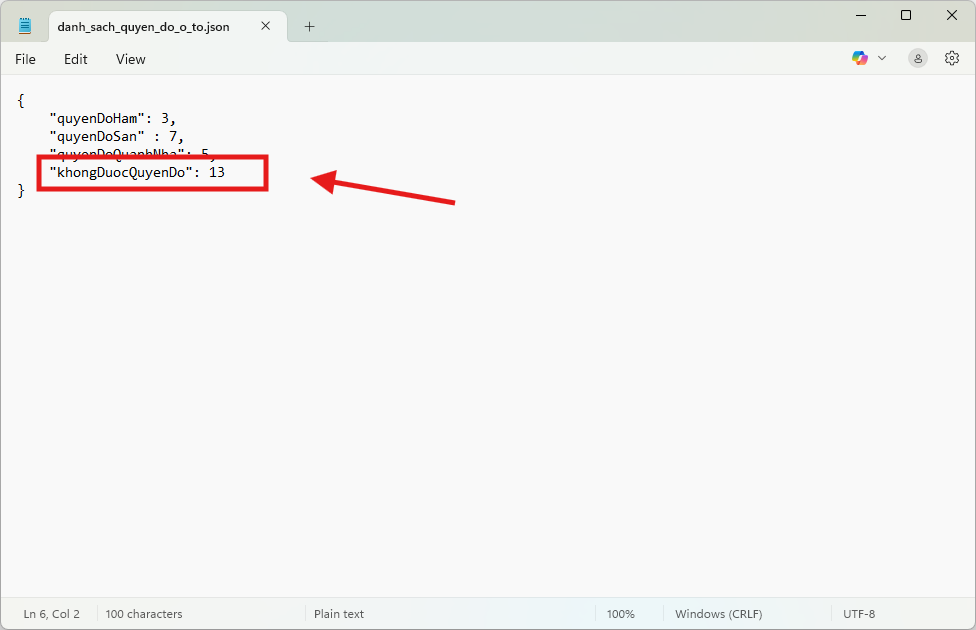 danh_sach_quyen_do_o_to.json
File Edit View
{
"quyenDoHam": 3,
"quyenDoSan" : 7,
"quyenDoQuanhNha": 5,
"khongDuocQuyenDo": 13
}
Ln 6, Col 2 100 characters Plain text 100% Windows (CRLF) UTF-8